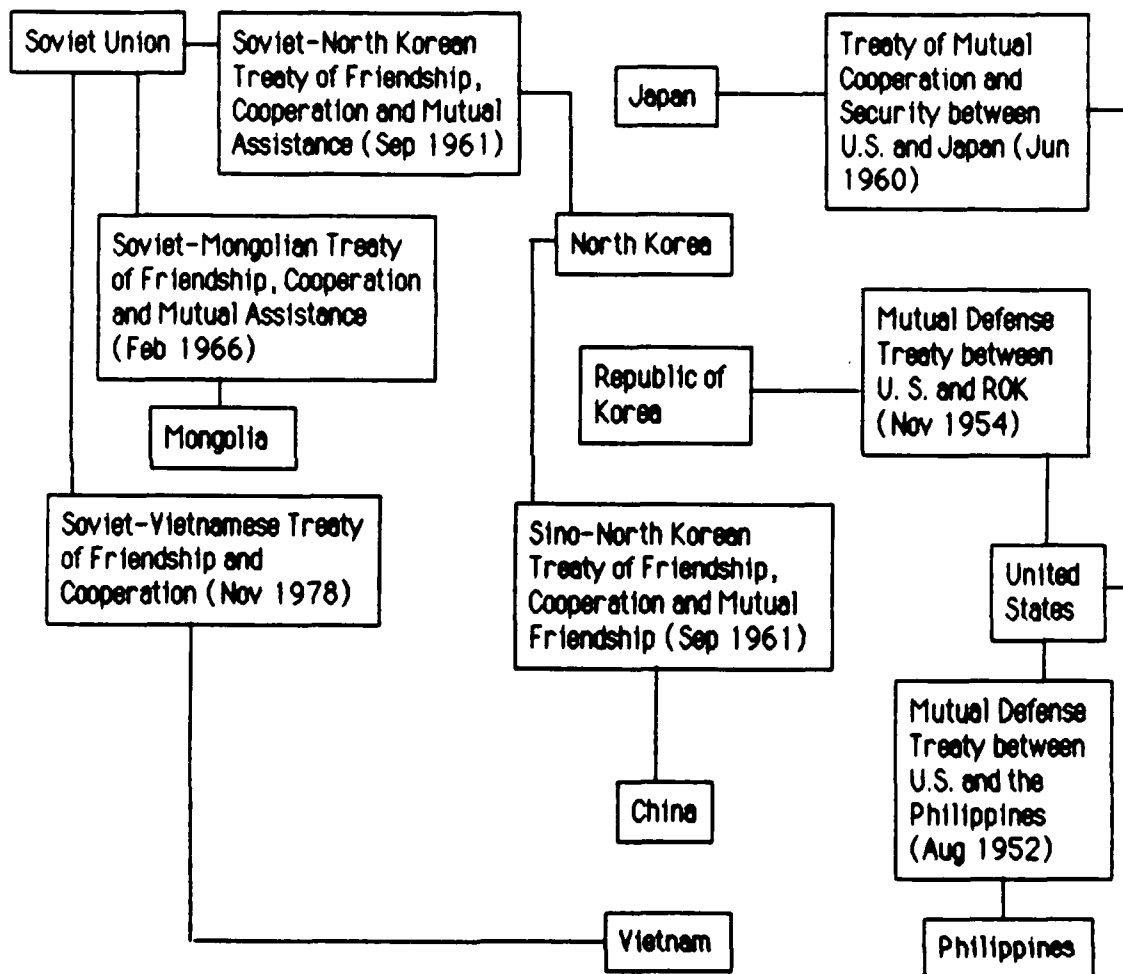 Soviet Union
Soviet-North Korean
Treaty of Friendship,
Cooperation and Mutual
Assistance (Sep 1961)
Japan
Treaty of Mutual
Cooperation and
Security between
U.S. and Japan (Jun
1960)
Soviet-Mongolian Treaty
of Friendship, Cooperation
and Mutual Assistance
(Feb 1966)
North Korea
Mongolia
Republic of
Korea
Mutual Defense
Treaty between
U. S. and ROK
(Nov 1954)
Soviet-Vietnamese Treaty
of Friendship and
Cooperation (Nov 1978)
Sino-North Korean
Treaty of Friendship,
Cooperation and Mutual
Friendship (Sep 1961)
United
States
China
Mutual Defense
Treaty between
U.S. and the
Philippines
(Aug 1952)
Vietnam
Philippines